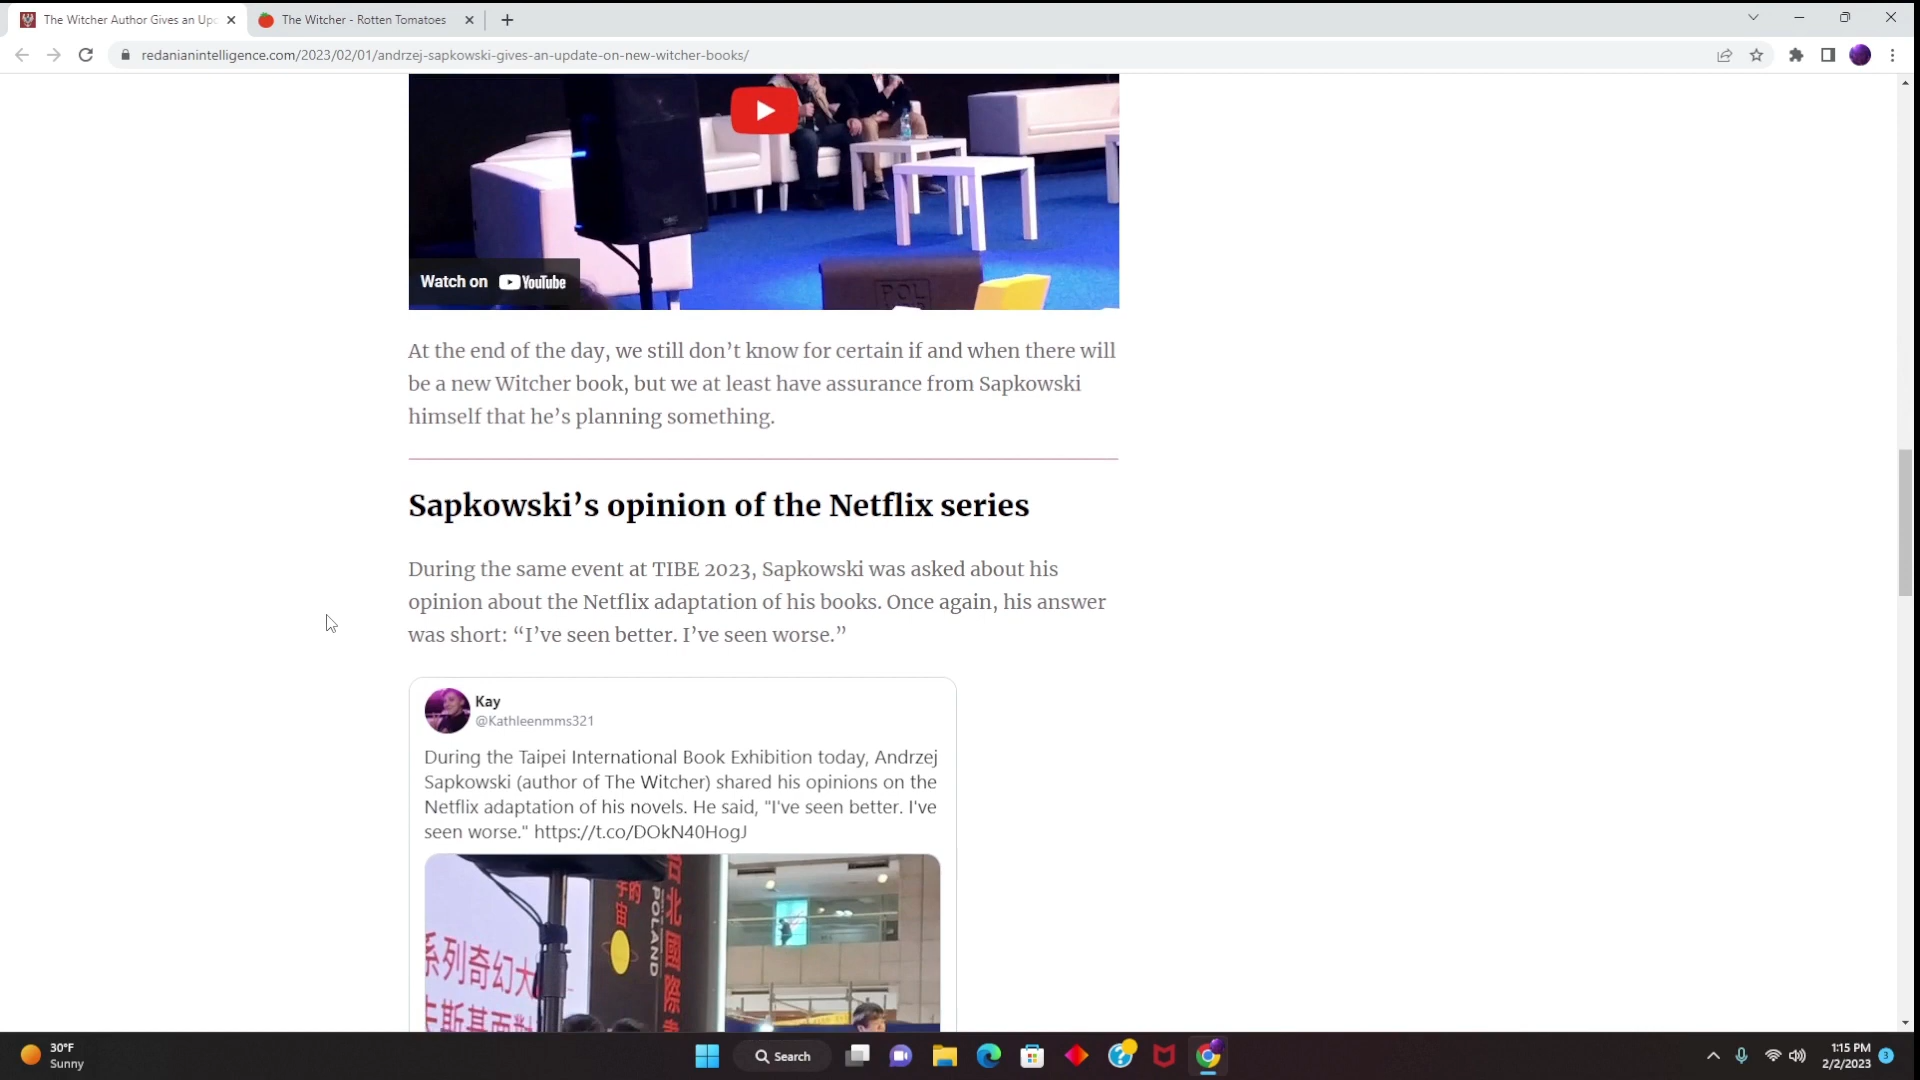 The Witcher Author Gives an Up
The Witcher - Rotten Tomatoes
redanianintelligence.com/2023/02/01/andrzej-sapkowski-gives-an-update-on-new-witcher-books/
Watch on YouTube
At the end of the day, we still don’t know for certain if and when there will
be a new Witcher book, but we at least have assurance from Sapkowski
himself that he’s planning something.
Sapkowski’s opinion of the Netflix series
During the same event at TIBE 2023, Sapkowski was asked about his
opinion about the Netflix adaptation of his books. Once again, his answer
was short: “I’ve seen better. I’ve seen worse.”
Kay
@Kathleenmms321
During the Taipei International Book Exhibition today, Andrzej
Sapkowski (author of The Witcher) shared his opinions on the
Netflix adaptation of his novels. He said, "I've seen better. I've
seen worse." https://t.co/DOkN40HogJ
POLAND
系列奇幻大
30°F
Sunny
Search
1:15 PM
2/2/2023
3